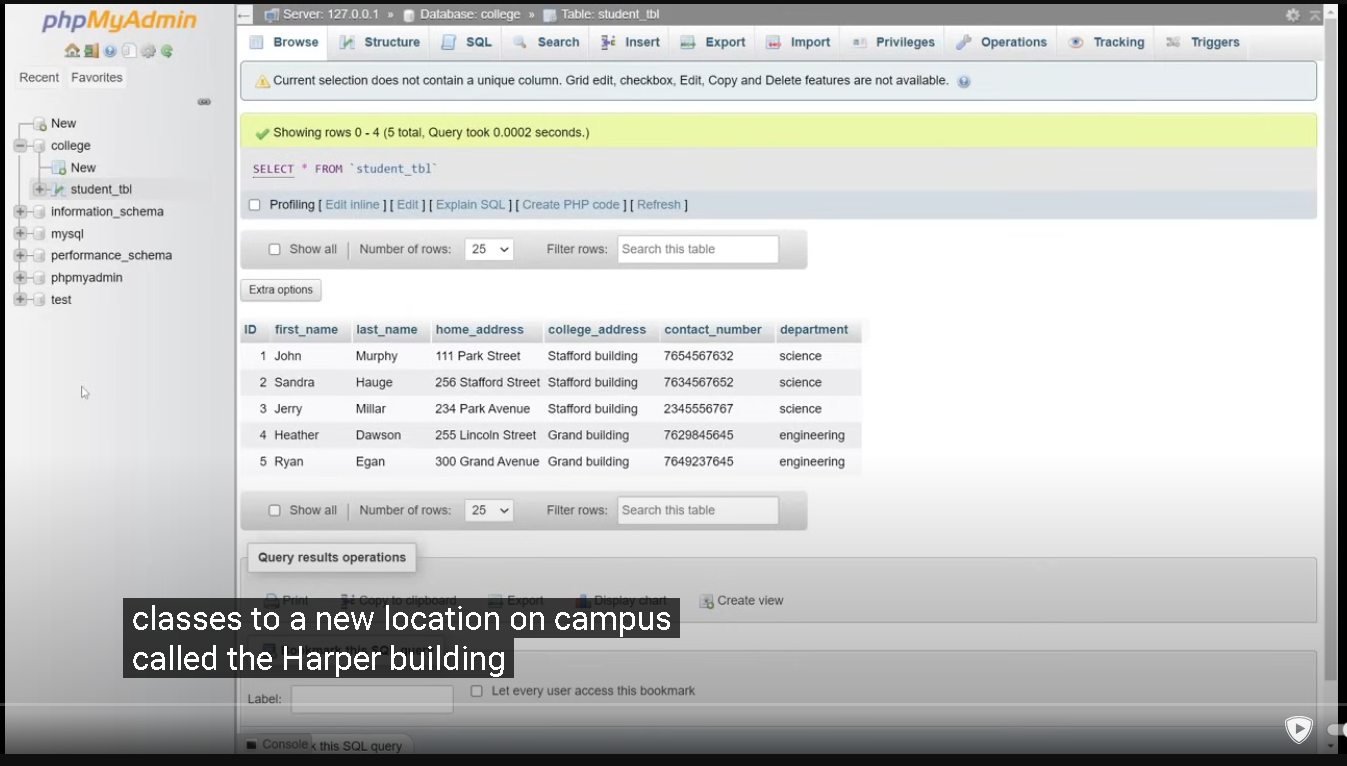 phpMyAdmin
Recent Favorites
New
college
New
student_tbl
information_schema
mysql
performance_schema
phpmyadmin
test
Server: 127.0.0.1 » Database: college » Table: student_tbl
Browse Structure SQL Search Insert Export Import Privileges Operations Tracking Triggers
Current selection does not contain a unique column. Grid edit, checkbox, Edit, Copy and Delete features are not available.
Showing rows 0 - 4 (5 total, Query took 0.0002 seconds.)
SELECT * FROM `student_tbl`
Profiling [ Edit inline ] [ Edit ] [ Explain SQL ] [ Create PHP code ] [ Refresh ]
Show all Number of rows: 25 Filter rows: Search this table
Extra options
ID first_name last_name home_address college_address contact_number department
1 John Murphy 111 Park Street Stafford building 7654567632 science
2 Sandra Hauge 256 Stafford Street Stafford building 7634567652 science
3 Jerry Millar 234 Park Avenue Stafford building 2345556767 science
4 Heather Dawson 255 Lincoln Street Grand building 7629845645 engineering
5 Ryan Egan 300 Grand Avenue Grand building 7649237645 engineering
Show all Number of rows: 25 Filter rows: Search this table
Query results operations
Print Copy to clipboard Export Display chart Create view
classes to a new location on campus
called the Harper building
Label: Let every user access this bookmark
Console k this SQL query